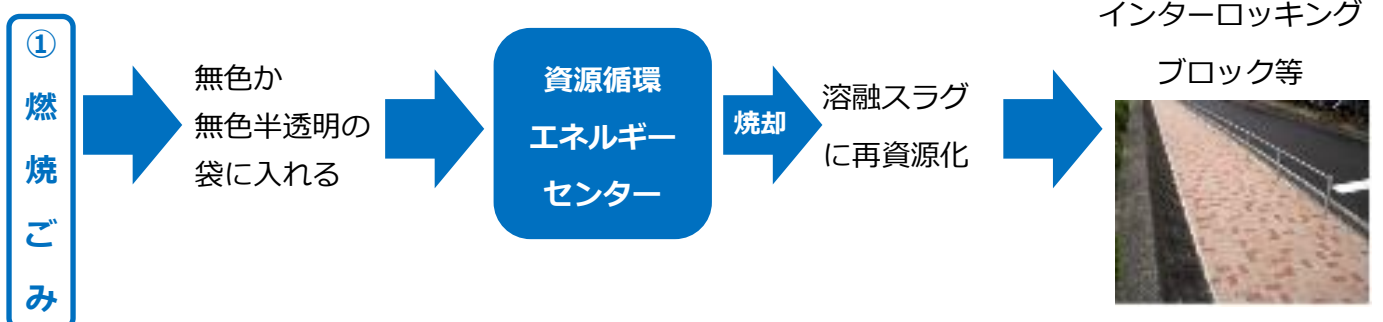 ①燃焼ごみ
無色か
無色半透明の
袋に入れる
資源循環
エネルギー
センター
焼却
溶融スラグ
に再資源化
インターロッキング
ブロック等